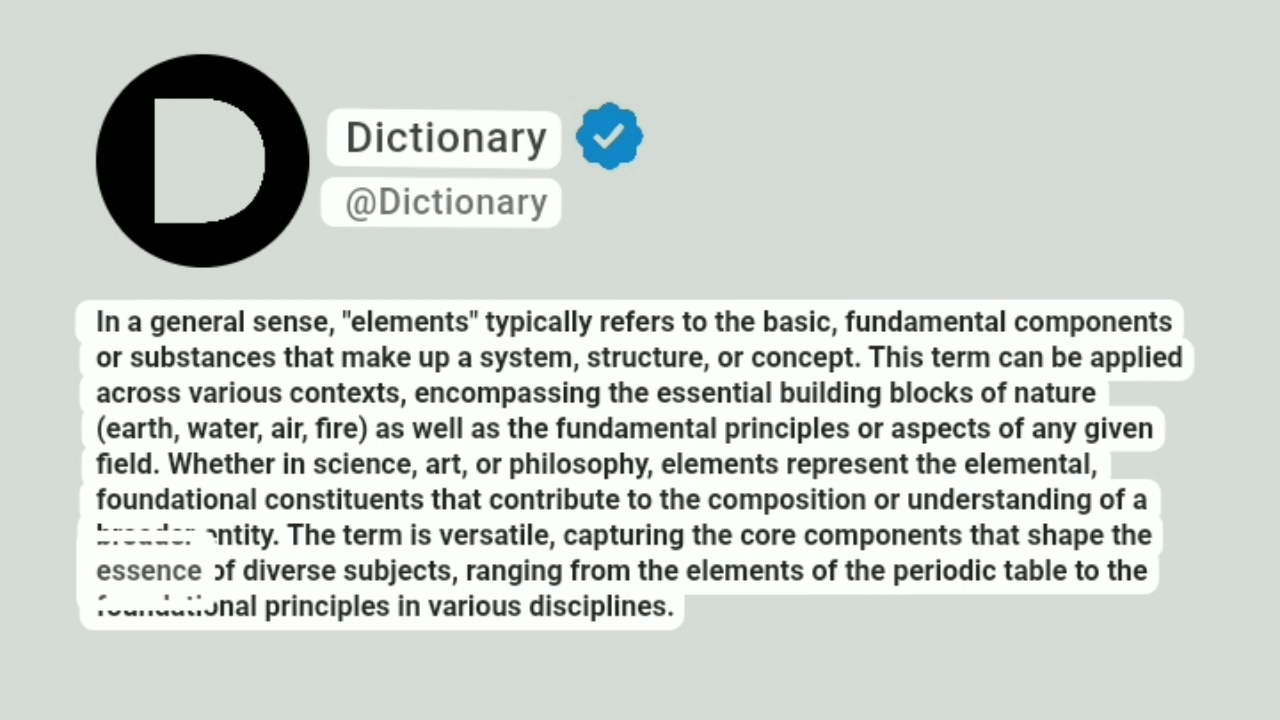 D
Dictionary
@Dictionary
In a general sense, "elements" typically refers to the basic, fundamental components
or substances that make up a system, structure, or concept. This term can be applied
across various contexts, encompassing the essential building blocks of nature
(earth, water, air, fire) as well as the fundamental principles or aspects of any given
field. Whether in science, art, or philosophy, elements represent the elemental,
foundational constituents that contribute to the composition or understanding of a
entity. The term is versatile, capturing the core components that shape the
essence of diverse subjects, ranging from the elements of the periodic table to the
principles in various disciplines.